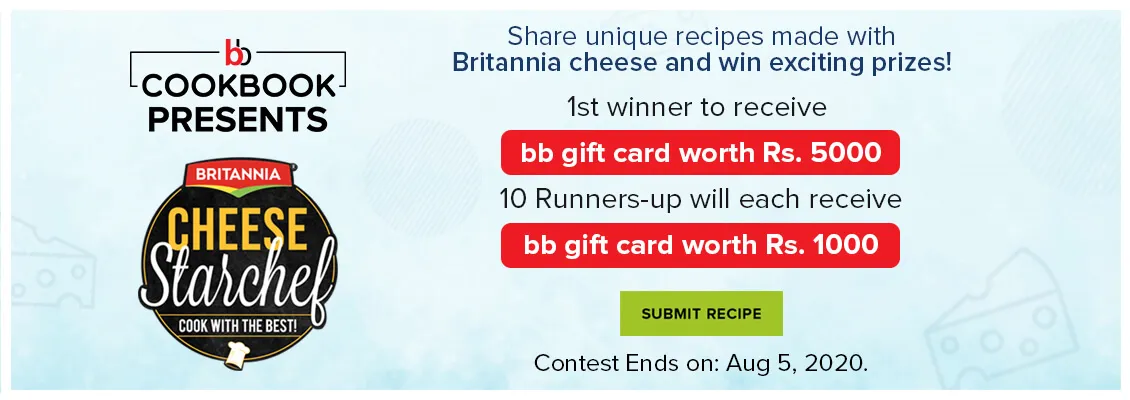 bb
COOKBOOK
PRESENTS
BRITANNIA
CHEESE
Starchef
COOK WITH THE BEST!
Share unique recipes made with
Britannia cheese and win exciting prizes!
1st winner to receive
bb gift card worth Rs. 5000
10 Runners-up will each receive
bb gift card worth Rs. 1000
SUBMIT RECIPE
Contest Ends on: Aug 5, 2020.